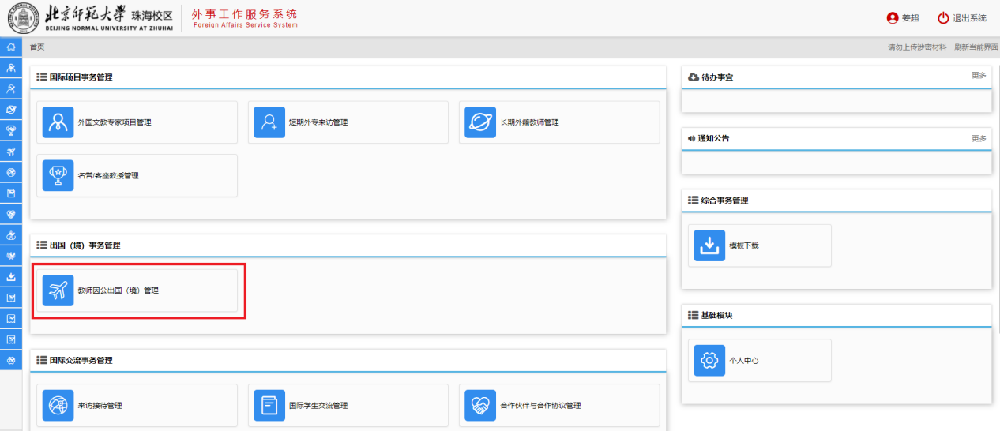 北京师范大学 珠海校区
BEIJING NORMAL UNIVERSITY AT ZHUHAI
外事工作服务系统
Foreign Affairs Service System
姜超
退出系统
首页
请勿上传涉密材料 刷新当前界面
国际项目事务管理
外国文教专家项目管理
短期外专来访管理
长期外籍教师管理
名誉/客座教授管理
出国（境）事务管理
教师因公出国（境）管理
国际交流事务管理
来访接待管理
国际学生交流管理
合作伙伴与合作协议管理
待办事宜 更多
通知公告 更多
综合事务管理
模板下载
基础模块
个人中心